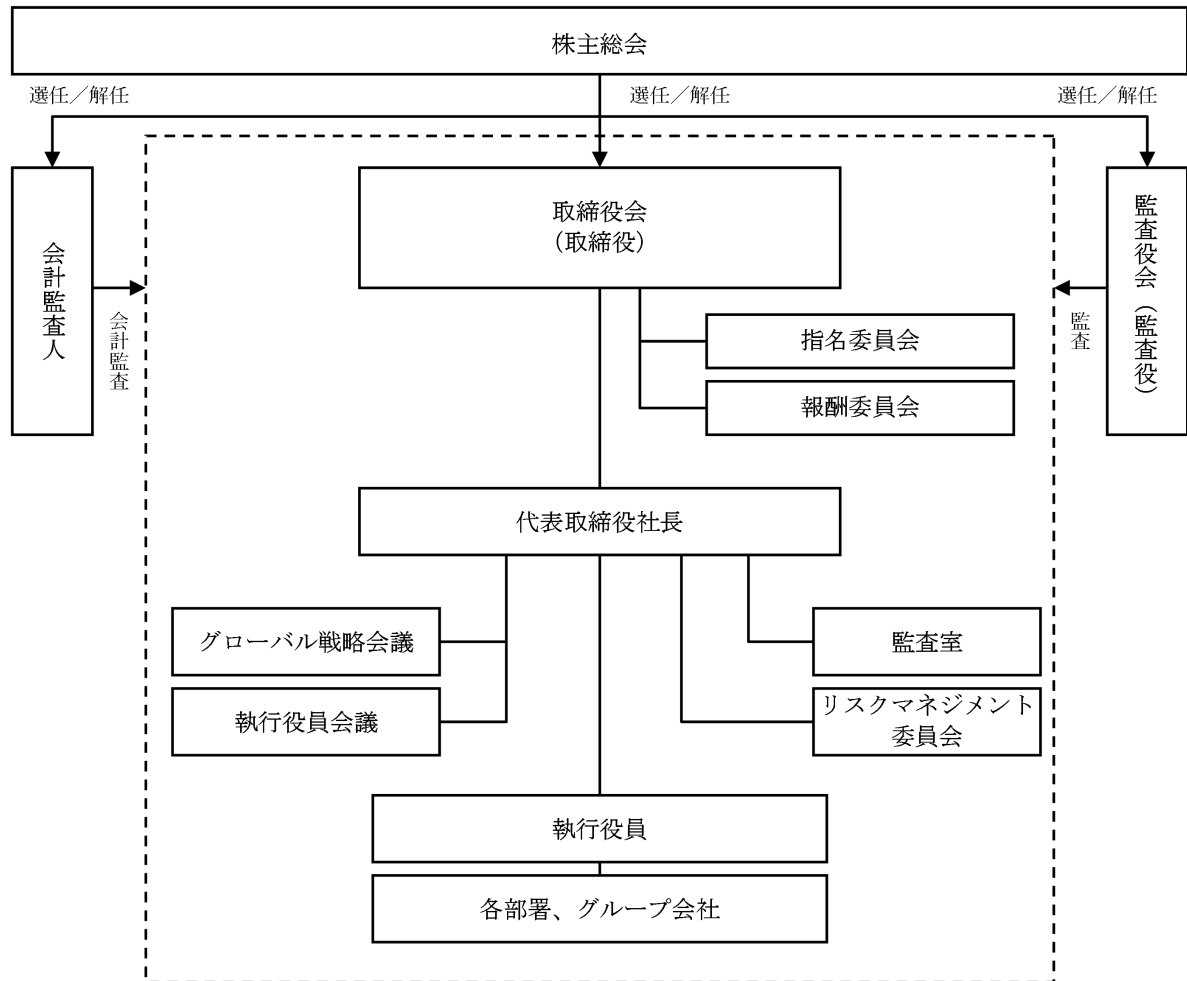 株主総会
選任／解任
選任／解任
選任／解任
取締役会
（取締役）
会計監査人
会計監査
監査役会（監査役）
監査
指名委員会
報酬委員会
代表取締役社長
グローバル戦略会議
監査室
執行役員会議
リスクマネジメント
委員会
執行役員
各部署、グループ会社